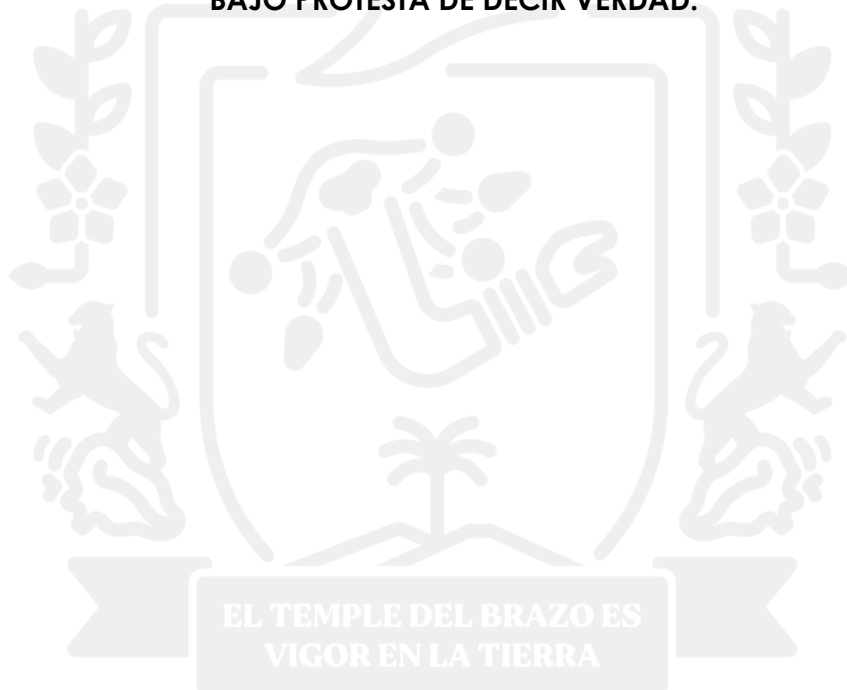 BAJO PROTESTA DE DECIR VERDAD.
EL TEMPLE DEL BRAZO ES
VIGOR EN LA TIERRA